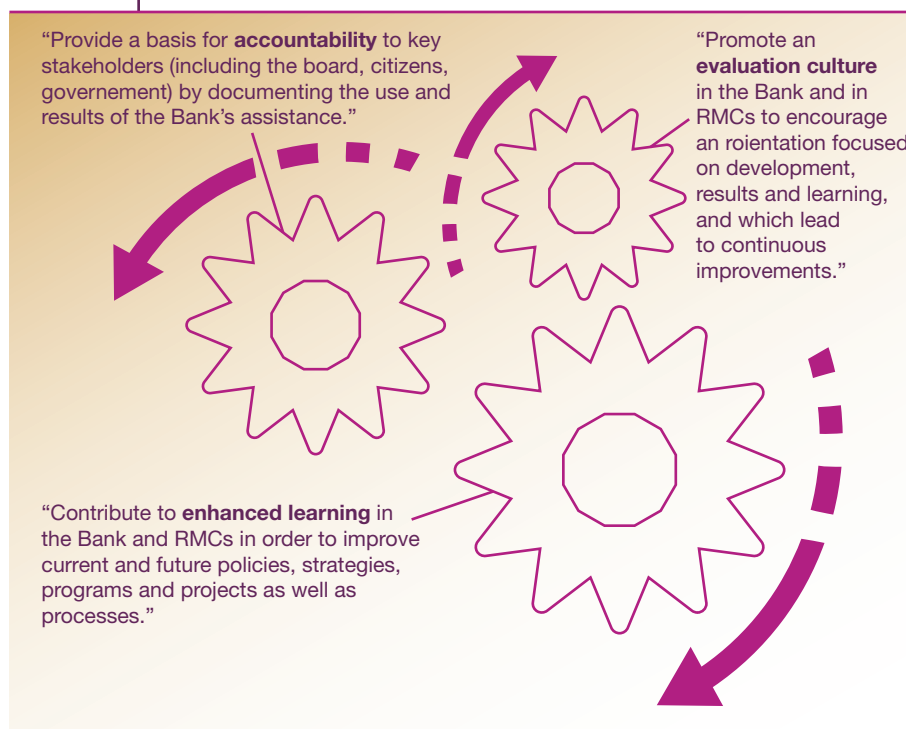 “Provide a basis for accountability to key
stakeholders (including the board, citizens,
governement) by documenting the use and
results of the Bank’s assistance.”
“Promote an
evaluation culture
in the Bank and in
RMCs to encourage
an roientation focused
on development,
results and learning,
and which lead
to continuous
improvements.”
“Contribute to enhanced learning in
the Bank and RMCs in order to improve
current and future policies, strategies,
programs and projects as well as
processes.”